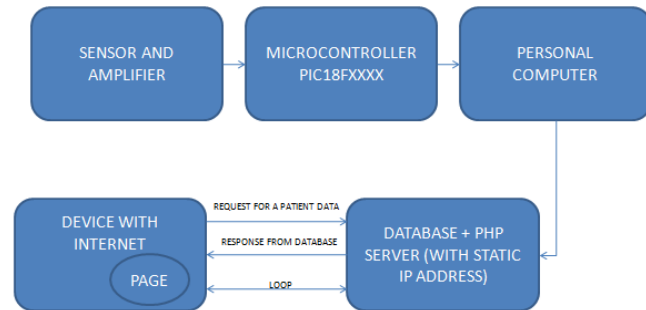 SENSOR AND
AMPLIFIER
MICROCONTROLLER
PIC18FXXXX
PERSONAL
COMPUTER
DEVICE WITH
INTERNET
PAGE
REQUEST FOR A PATIENT DATA
RESPONSE FROM DATABASE
LOOP
DATABASE + PHP
SERVER (WITH STATIC
IP ADDRESS)